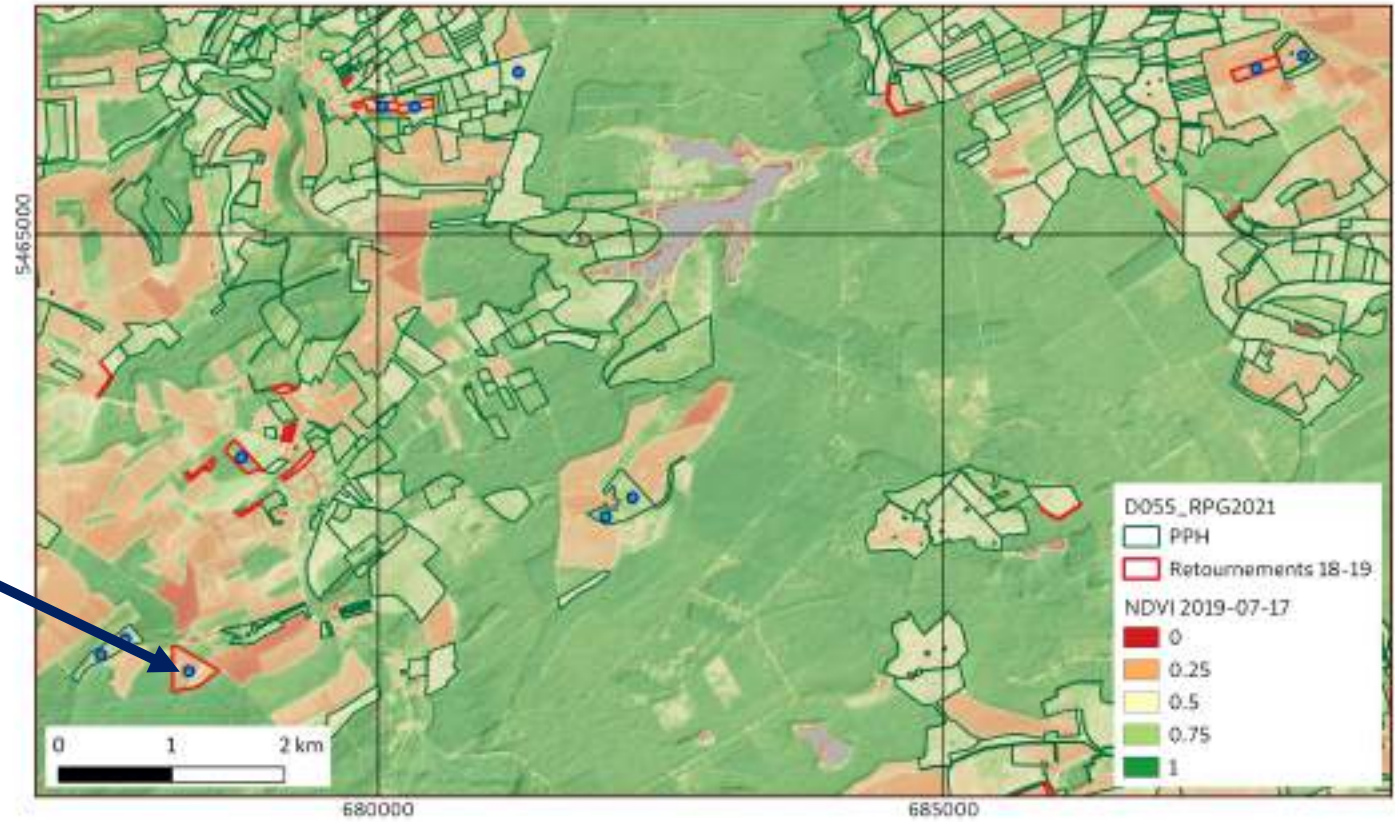 5465000
D055_RPG2021
PPH
Retournements 18-19
NDVI 2019-07-17
0
0.25
0.5
0.75
1
0 1 2 km
680000 685000